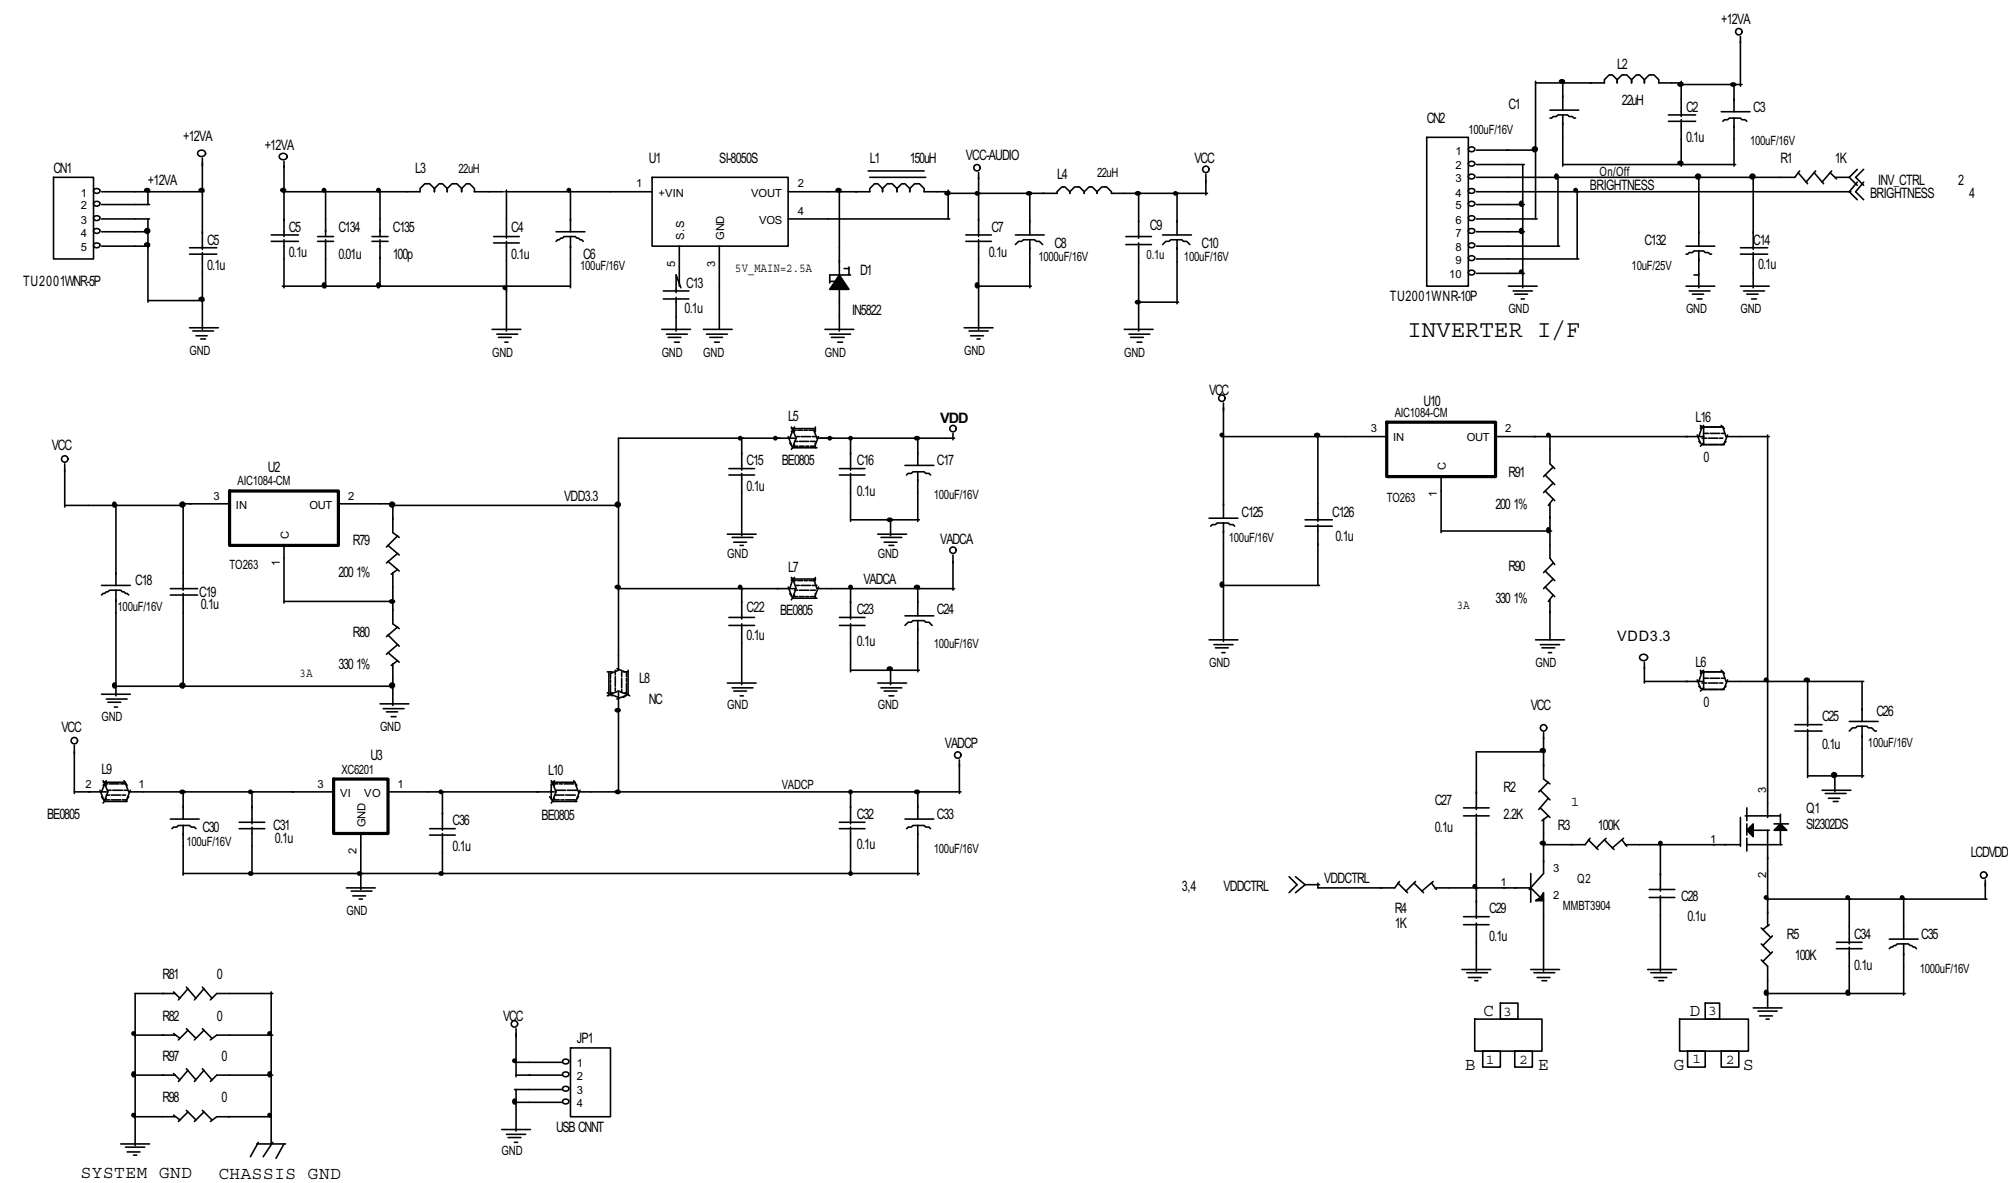 +12VA
CN1
+12VA
1
2
3
4
5
C5
0.1u
TU2001WNR-5P
GND
+12VA
L3
22uH
C5
0.1u
C134
0.01u
C135
100p
C4
0.1u
C6
100uF/16V
GND
U1
SI-8050S
1
+VIN
VOUT
2
VOS
4
S.S
GND
5
3
5V_MAIN=2.5A
C13
0.1u
GND
GND
D1
IN5822
GND
L1
150uH
VCC-AUDIO
L4
22uH
VCC
C7
0.1u
C8
1000uF/16V
C9
0.1u
C10
100uF/16V
GND
GND
+12VA
L2
22uH
C1
100uF/16V
C2
0.1u
C3
100uF/16V
CN2
1
2
3
4
5
6
7
8
9
10
On/Off
BRIGHTNESS
R1
1K
INV_CTRL
2
BRIGHTNESS
4
C132
10uF/25V
C14
0.1u
TU2001WNR-10P
GND
GND
GND
INVERTER I/F
VCC
U2
AIC1084-CM
3
IN
OUT
2
C
1
TO263
VDD3.3
R79
200 1%
R80
330 1%
C18
100uF/16V
C19
0.1u
3A
GND
GND
L5
BE0805
VDD
C15
0.1u
C16
0.1u
C17
100uF/16V
GND
GND
VADCA
L7
BE0805
VADCA
C22
0.1u
C23
0.1u
C24
100uF/16V
GND
GND
L8
NC
VCC
L9
2
1
BE0805
U3
XC6201
3
VI
VO
1
GND
2
L10
BE0805
VADCP
VADCP
C30
100uF/16V
C31
0.1u
C36
0.1u
C32
0.1u
C33
100uF/16V
GND
VCC
U10
AIC1084-CM
3
IN
OUT
2
C
1
TO263
L16
0
R91
200 1%
R90
330 1%
3A
C125
100uF/16V
C126
0.1u
GND
GND
VDD3.3
L6
0
C25
0.1u
C26
100uF/16V
VCC
C27
0.1u
R2
2.2K
1
R3
100K
3
1
Q1
SI2302DS
2
LCDVDD
3,4
VDDCTRL
VDDCTRL
R4
1K
1
3
2
Q2
MMBT3904
C29
0.1u
C28
0.1u
R5
100K
C34
0.1u
C35
1000uF/16V
C
3
B
1
2
E
D
3
G
1
2
S
R81
0
R82
0
R97
0
R98
0
SYSTEM GND
CHASSIS GND
VCC
JP1
1
2
3
4
USB CNNT
GND